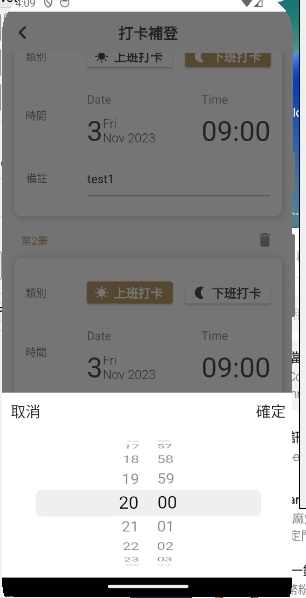 4:09
打卡補登
類別 上班打卡 下班打卡
Date Time
時間 3 Fri Nov 2023 09:00
備註 test1
第2筆
類別 上班打卡 下班打卡
Date Time
時間 3 Fri Nov 2023 09:00
取消 確定
17 57
18 58
19 59
20 00
21 01
22 02
23 03